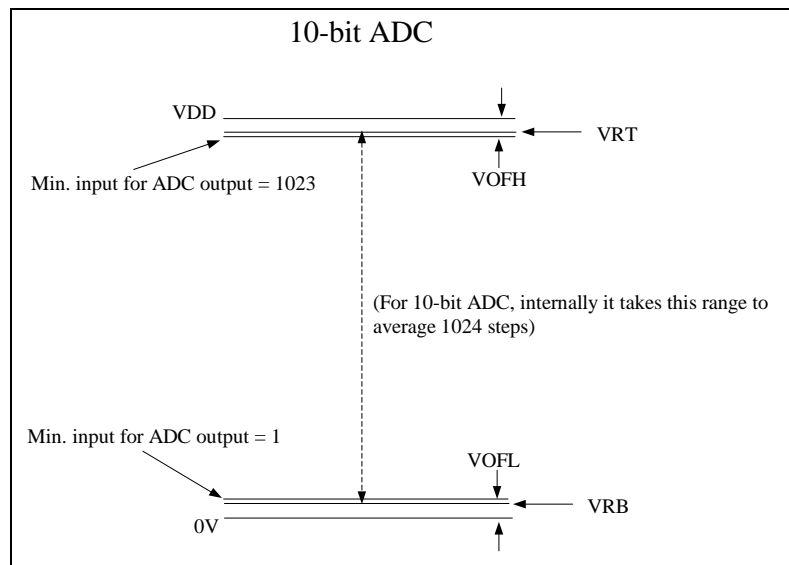 10-bit ADC
VDD
VRT
Min. input for ADC output = 1023
VOFH
(For 10-bit ADC, internally it takes this range to
average 1024 steps)
Min. input for ADC output = 1
VOFL
VRB
0V